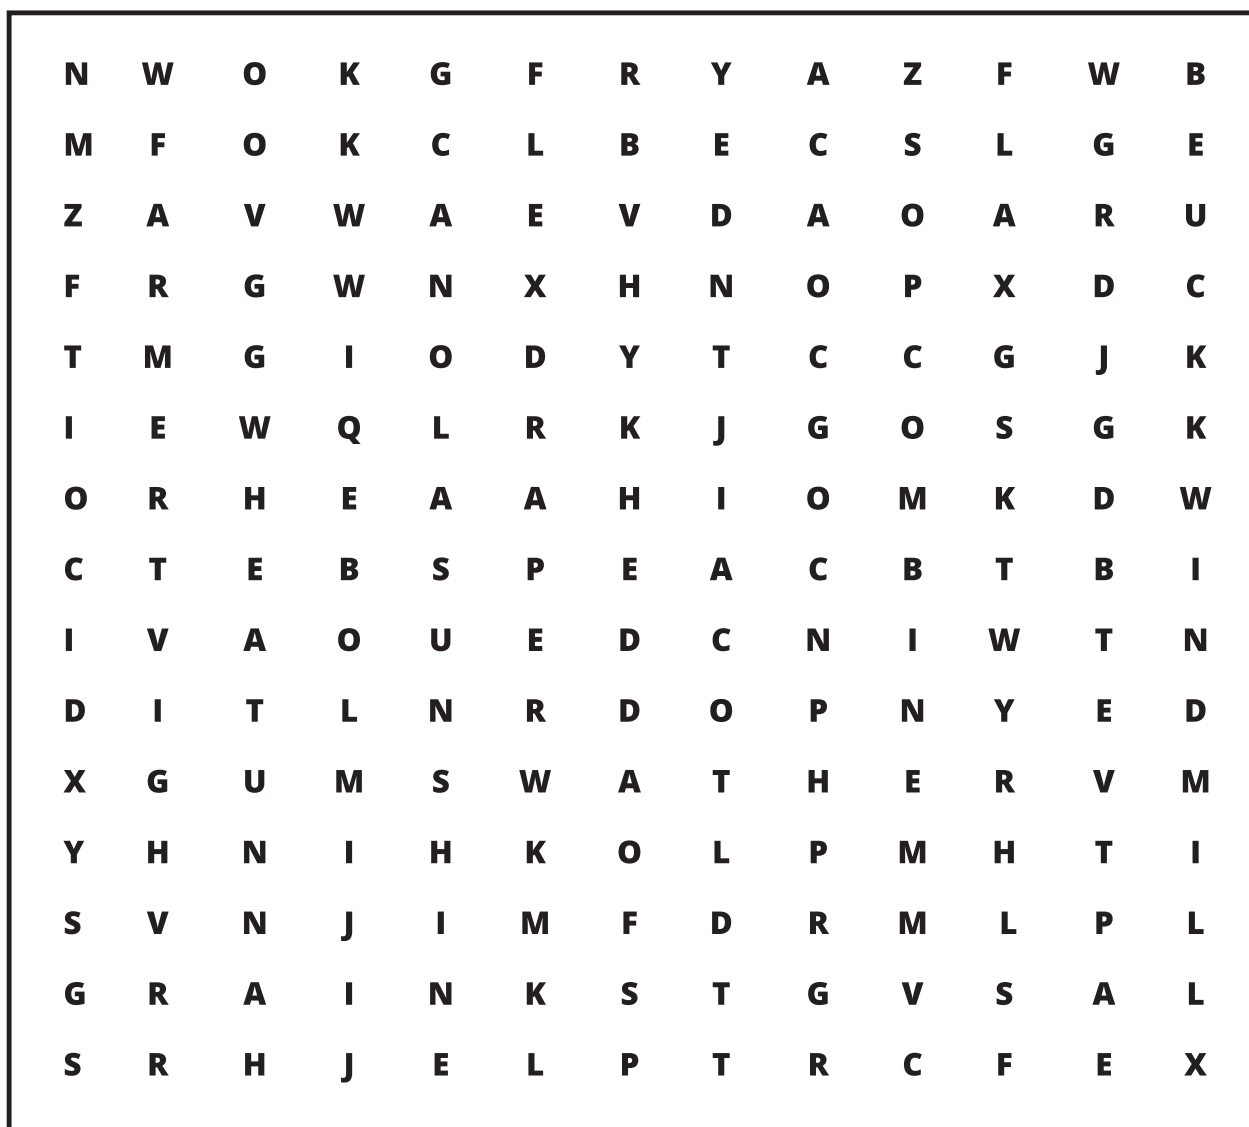 N W O K G F R Y A Z F W B
M F O K C L B E C S L G E
Z A V W A E V D A O A R U
F R G W N X H N O P X D C
T M G I O D Y T C C G J K
I E W Q L R K J G O S G K
O R H E A A H I O M K D W
C T E B S P E A C B T B I
I V A O U E D C N I W T N
D I T L N R D O P N Y E D
X G U M S W A T H E R V M
Y H N I H K O L P M H T I
S V N J I M F D R M L P L
G R A I N K S T G V S A L
S R H J E L P T R C F E X